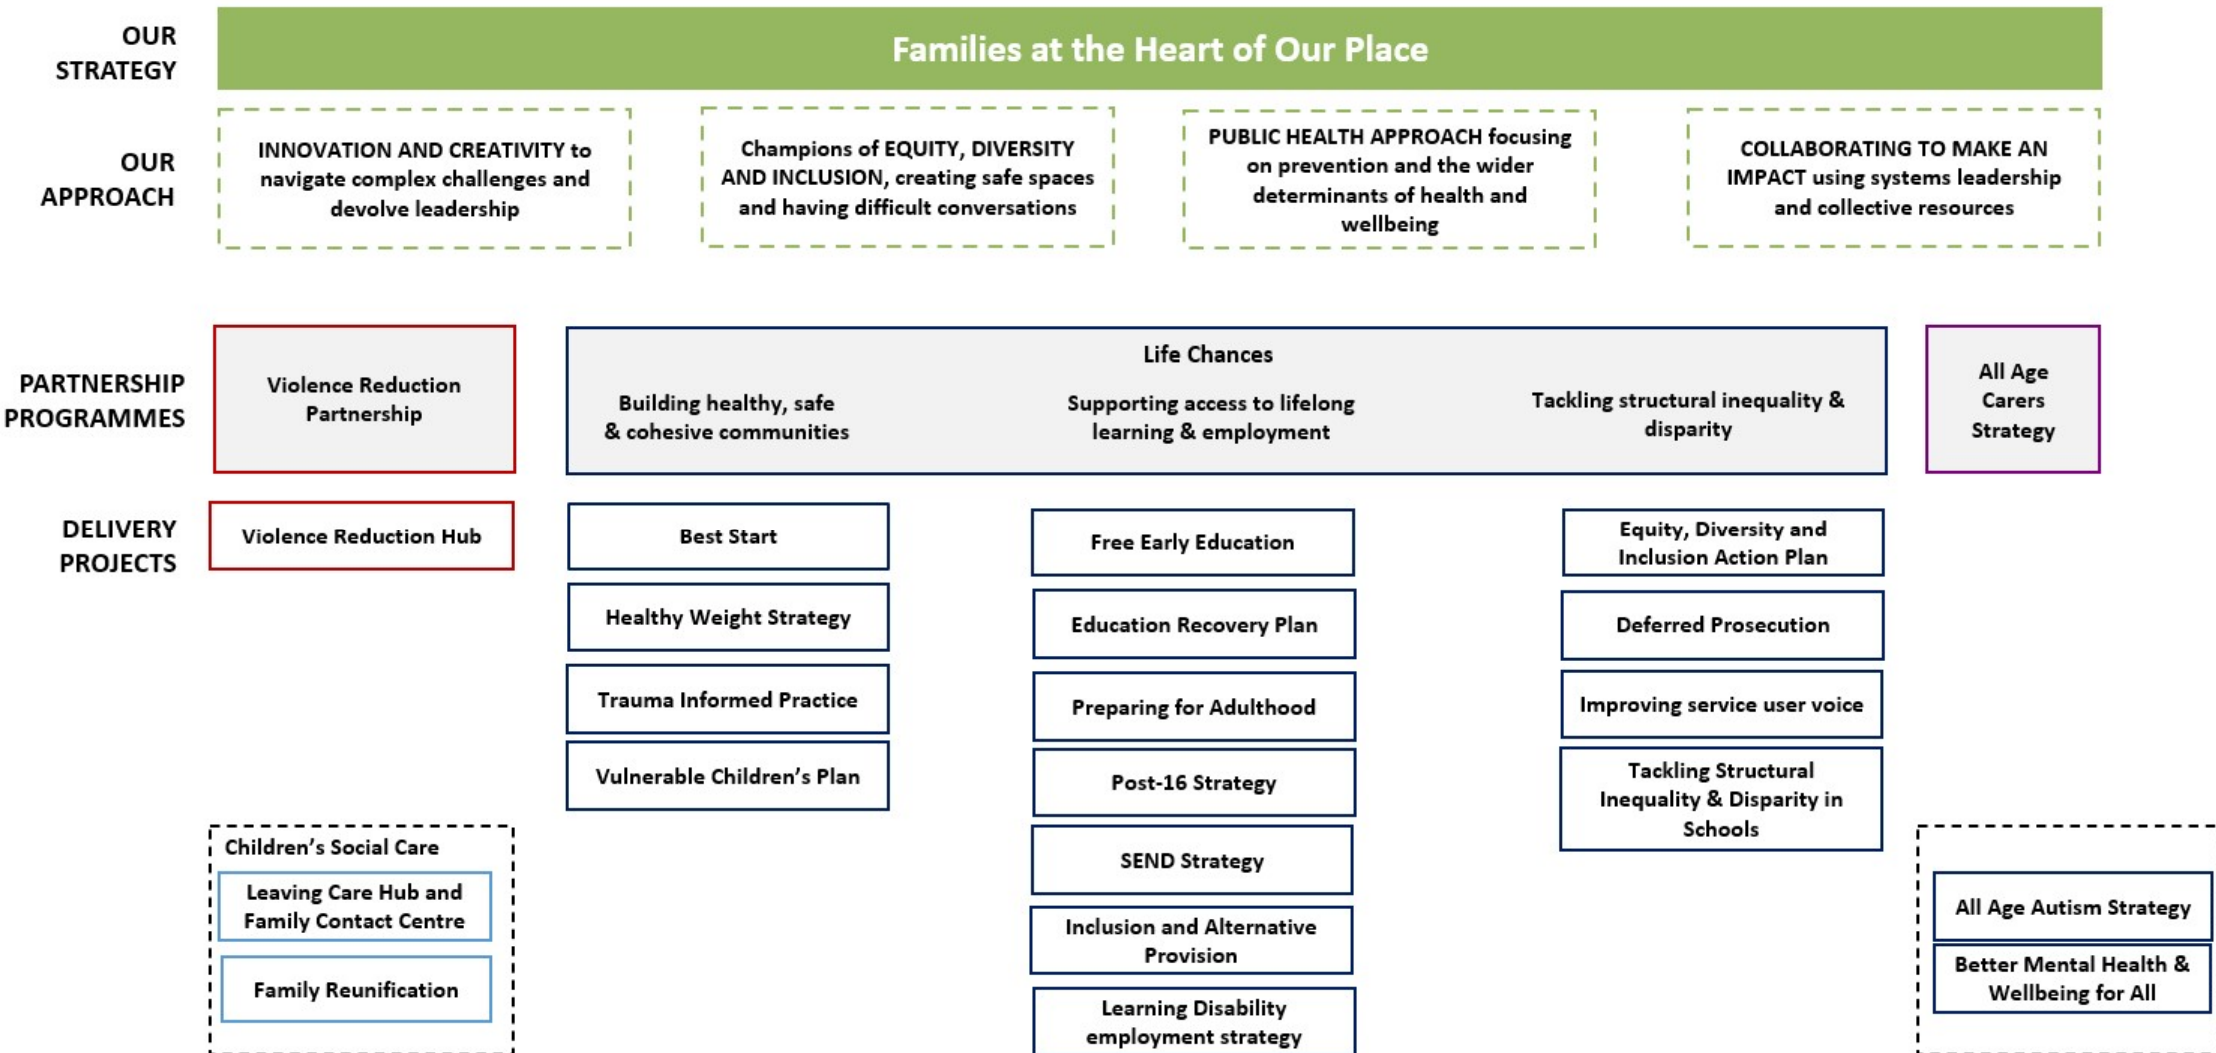 OUR
STRATEGY
Families at the Heart of Our Place
OUR
APPROACH
INNOVATION AND CREATIVITY to
navigate complex challenges and
devolve leadership
Champions of EQUITY, DIVERSITY
AND INCLUSION, creating safe spaces
and having difficult conversations
PUBLIC HEALTH APPROACH focusing
on prevention and the wider
determinants of health and
wellbeing
COLLABORATING TO MAKE AN
IMPACT using systems leadership
and collective resources
PARTNERSHIP
PROGRAMMES
Violence Reduction
Partnership
Life Chances
Building healthy, safe
& cohesive communities
Supporting access to lifelong
learning & employment
Tackling structural inequality &
disparity
All Age
Carers
Strategy
DELIVERY
PROJECTS
Violence Reduction Hub
Best Start
Healthy Weight Strategy
Trauma Informed Practice
Vulnerable Children’s Plan
Free Early Education
Education Recovery Plan
Preparing for Adulthood
Post-16 Strategy
SEND Strategy
Inclusion and Alternative
Provision
Learning Disability
employment strategy
Equity, Diversity and
Inclusion Action Plan
Deferred Prosecution
Improving service user voice
Tackling Structural
Inequality & Disparity in
Schools
Children’s Social Care
Leaving Care Hub and
Family Contact Centre
Family Reunification
All Age Autism Strategy
Better Mental Health &
Wellbeing for All